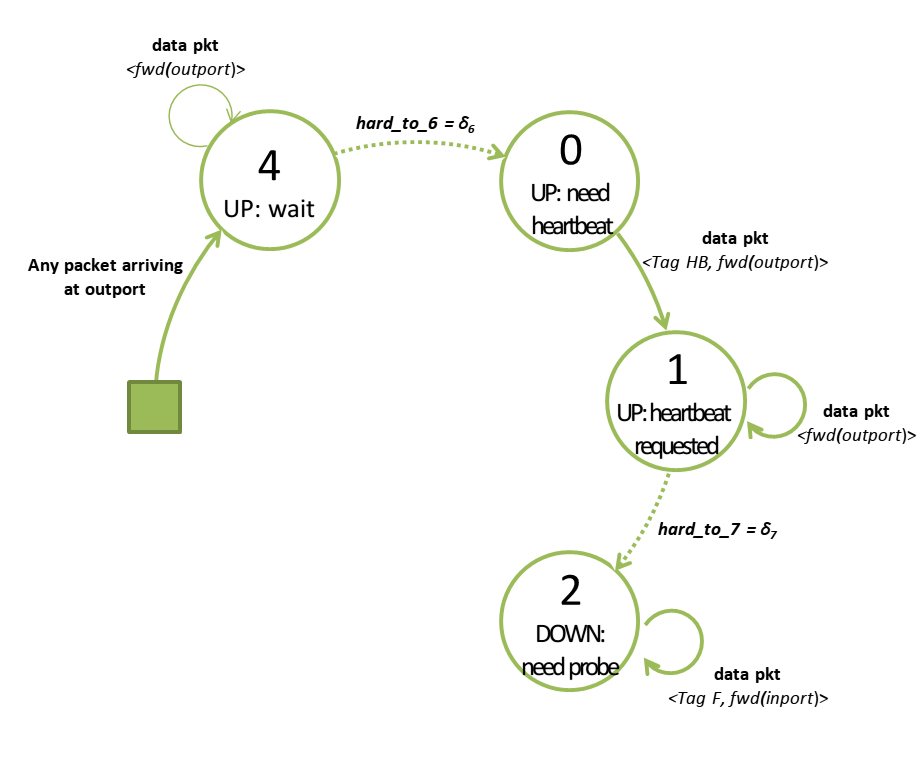 data pkt
<fwd(outport)>
hard_to_6 = δ6
4
UP: wait
0
UP: need
heartbeat
data pkt
<Tag HB, fwd(outport)>
Any packet arriving
at outport
1
UP: heartbeat
requested
data pkt
<fwd(outport)>
hard_to_7 = δ7
2
DOWN:
need probe
data pkt
<Tag F, fwd(inport)>